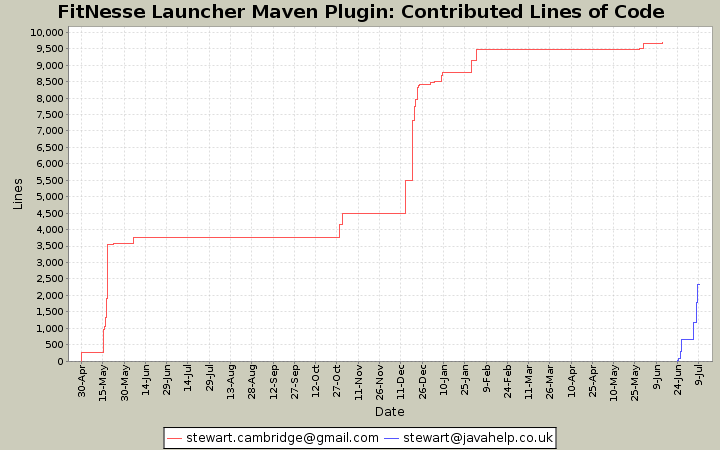 FitNesse Launcher Maven Plugin: Contributed Lines of Code
Lines
10,000
9,500
9,000
8,500
8,000
7,500
7,000
6,500
6,000
5,500
5,000
4,500
4,000
3,500
3,000
2,500
2,000
1,500
1,000
500
0
30-Apr
15-May
30-May
14-Jun
29-Jun
14-Jul
29-Jul
13-Aug
28-Aug
12-Sep
27-Sep
12-Oct
27-Oct
11-Nov
26-Nov
11-Dec
26-Dec
10-Jan
25-Jan
9-Feb
24-Feb
11-Mar
26-Mar
10-Apr
25-Apr
10-May
25-May
9-Jun
24-Jun
9-Jul
Date
stewart.cambridge@gmail.com
stewart@javahelp.co.uk